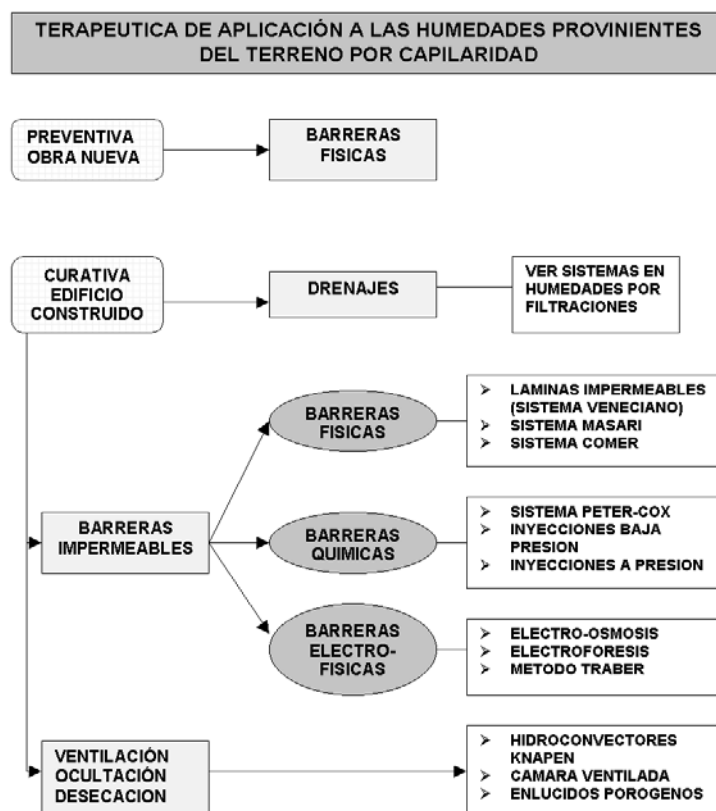 TERAPEUTICA DE APLICACIÓN A LAS HUMEDADES PROVINIENTES
DEL TERRENO POR CAPILARIDAD
PREVENTIVA
OBRA NUEVA
BARRERAS
FISICAS
CURATIVA
EDIFICIO
CONSTRUIDO
DRENAJES
VER SISTEMAS EN
HUMEDADES POR
FILTRACIONES
BARRERAS
IMPERMEABLES
BARRERAS
FISICAS
LAMINAS IMPERMEABLES
(SISTEMA VENECIANO)
SISTEMA MASARI
SISTEMA COMER
BARRERAS
QUIMICAS
SISTEMA PETER-COX
INYECCIONES BAJA
PRESION
INYECCIONES A PRESION
BARRERAS
ELECTRO-
FISICAS
ELECTRO-OSMOSIS
ELECTROFORESIS
METODO TRABER
VENTILACIÓN
OCULTACIÓN
DESECACION
HIDROCONVECTORES
KNAPEN
CAMARA VENTILADA
ENLUCIDOS POROGENOS